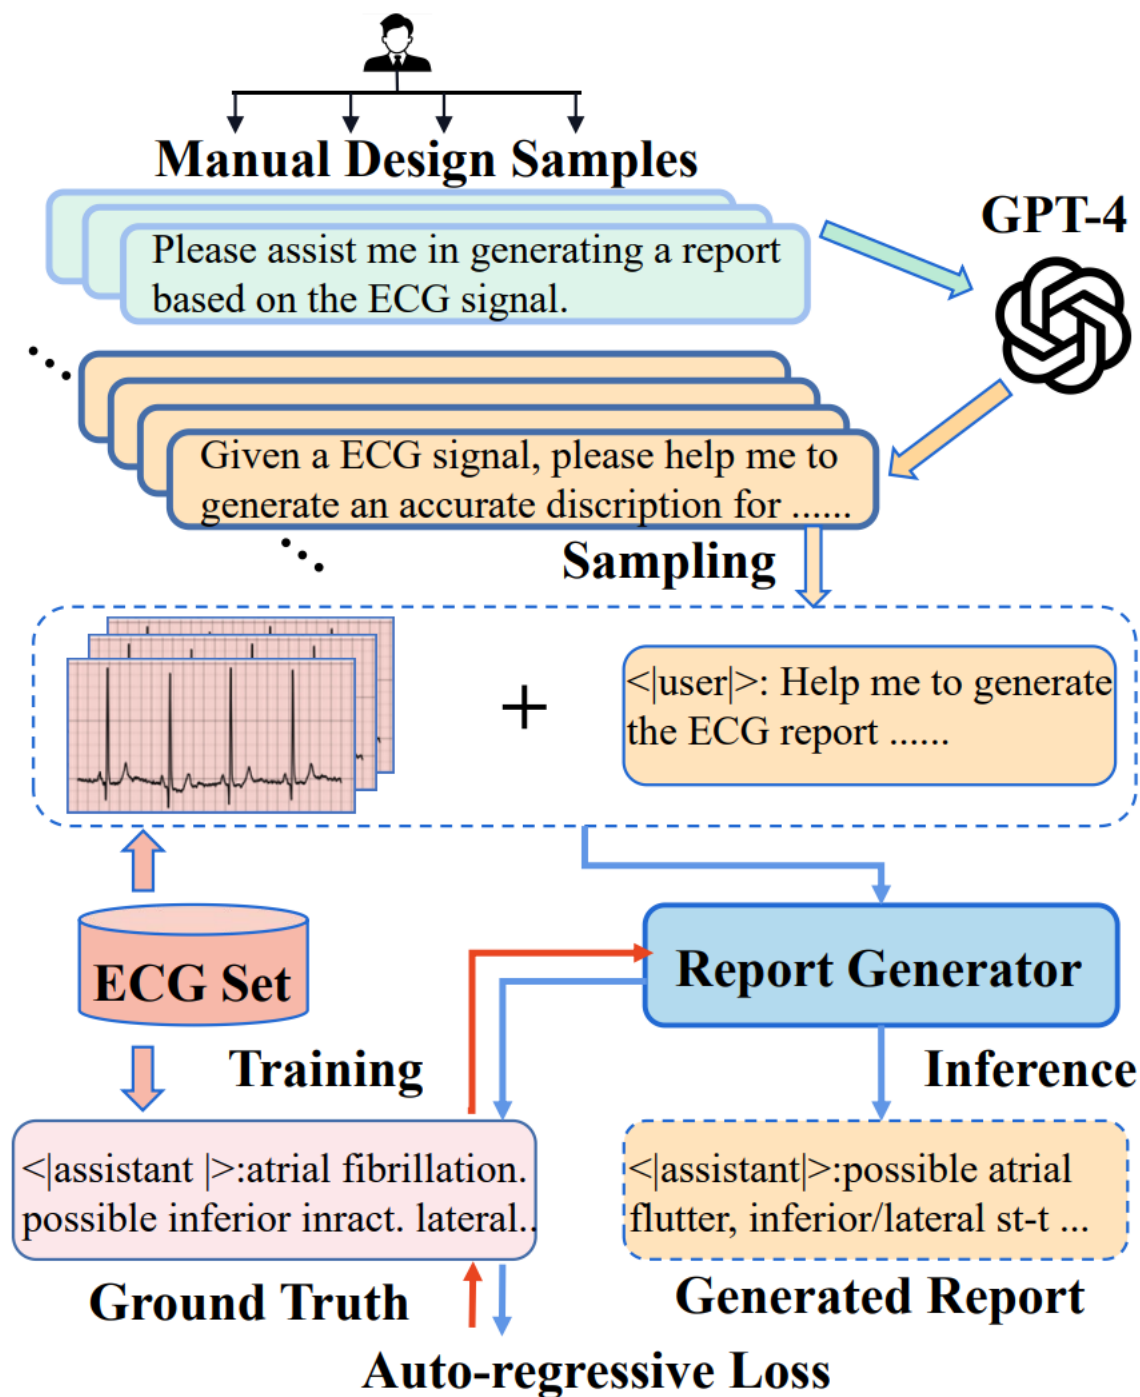 Manual Design Samples
GPT-4
Please assist me in generating a report
based on the ECG signal.
Given a ECG signal, please help me to
generate an accurate discription for ......
Sampling
+
<|user|>: Help me to generate
the ECG report ......
ECG Set
Report Generator
Training
Inference
<|assistant |>:atrial fibrillation.
possible inferior inract. lateral..
<|assistant|>:possible atrial
flutter, inferior/lateral st-t ...
Ground Truth
Generated Report
Auto-regressive Loss